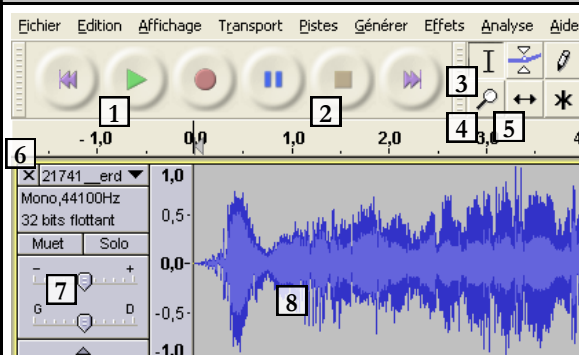 Fichier Edition Affichage Transport Pistes Générer Effets Analyse Aide
3
1 2
4 5
6 - 1,0 0,0 1,0 2,0 3,0 4
X 21741__erd 1,0
Mono,44100Hz
32 bits flottant 0,5-
Muet Solo
- + 0,0-
7 8
G D -0,5-
-1,0